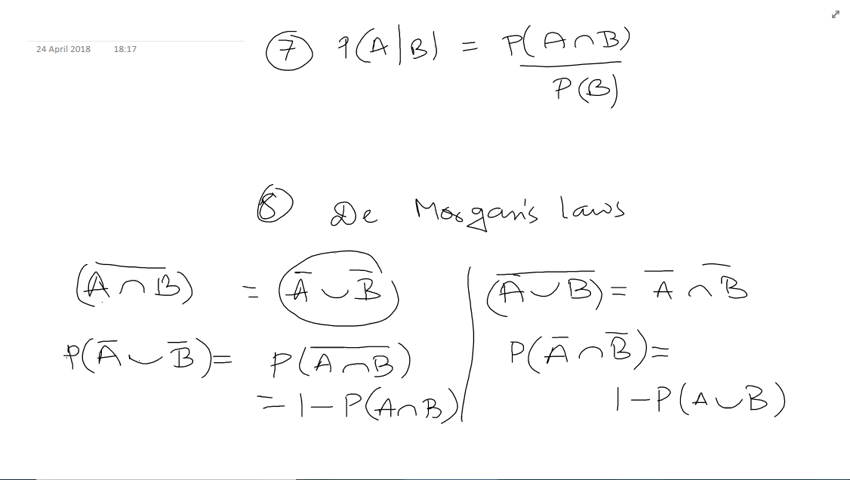 24 April 2018 18:17
⑦ P(A|B) = P(A∩B)
P(B)
⑧ De Morgan's laws
(A̅ ̅∩̅ ̅B̅) = A̅ ∪ B̅
P(A̅ ∪ B̅) = P(A̅ ̅∩̅ ̅B̅)
= 1 - P(A∩B)
(A̅ ̅∪̅ ̅B̅) = A̅ ∩ B̅
P(A̅ ∩ B̅) =
1 - P(A∪B)